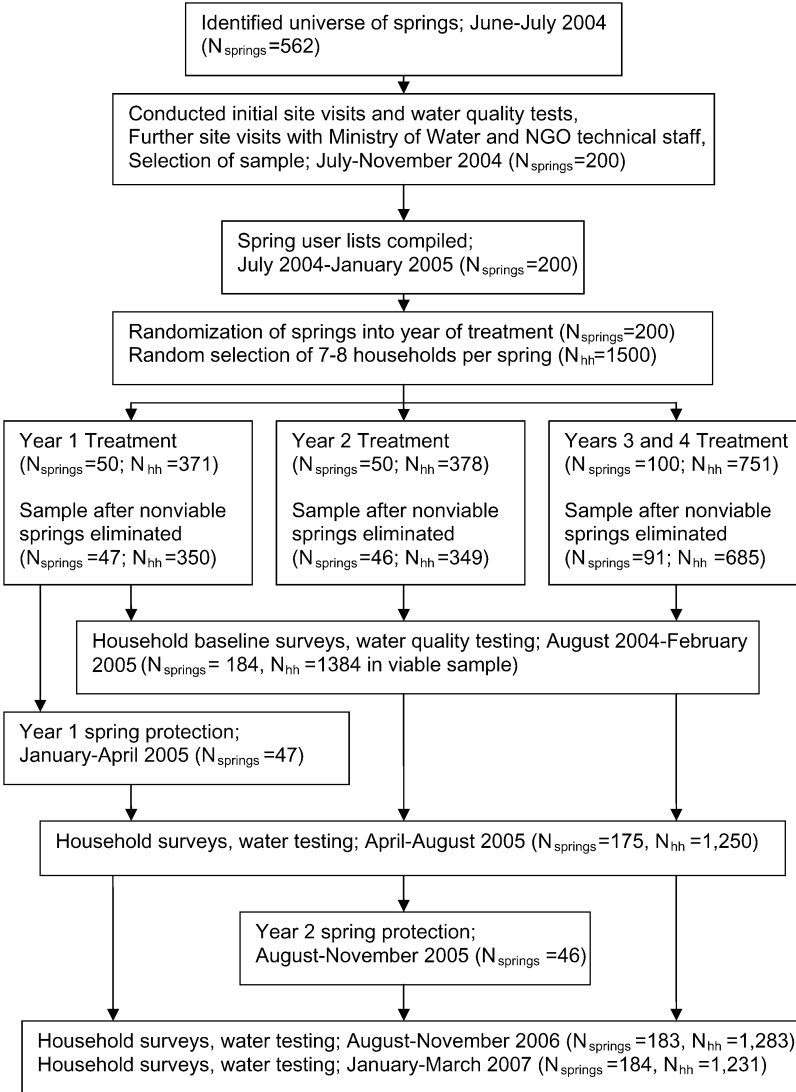 Identified universe of springs; June-July 2004
(Nsprings=562)
Conducted initial site visits and water quality tests,
Further site visits with Ministry of Water and NGO technical staff,
Selection of sample; July-November 2004 (Nsprings=200)
Spring user lists compiled;
July 2004-January 2005 (Nsprings=200)
Randomization of springs into year of treatment (Nsprings=200)
Random selection of 7-8 households per spring (Nhh=1500)
Year 1 Treatment
(Nsprings=50; Nhh=371)
Sample after nonviable
springs eliminated
(Nsprings=47; Nhh=350)
Year 2 Treatment
(Nsprings=50; Nhh=378)
Sample after nonviable
springs eliminated
(Nsprings=46; Nhh=349)
Years 3 and 4 Treatment
(Nsprings=100; Nhh=751)
Sample after nonviable
springs eliminated
(Nsprings=91; Nhh =685)
Household baseline surveys, water quality testing; August 2004-February
2005 (Nsprings= 184, Nhh =1384 in viable sample)
Year 1 spring protection;
January-April 2005 (Nsprings =47)
Household surveys, water testing; April-August 2005 (Nsprings=175, Nhh =1,250)
Year 2 spring protection;
August-November 2005 (Nsprings =46)
Household surveys, water testing; August-November 2006 (Nsprings=183, Nhh =1,283)
Household surveys, water testing; January-March 2007 (Nsprings=184, Nhh =1,231)